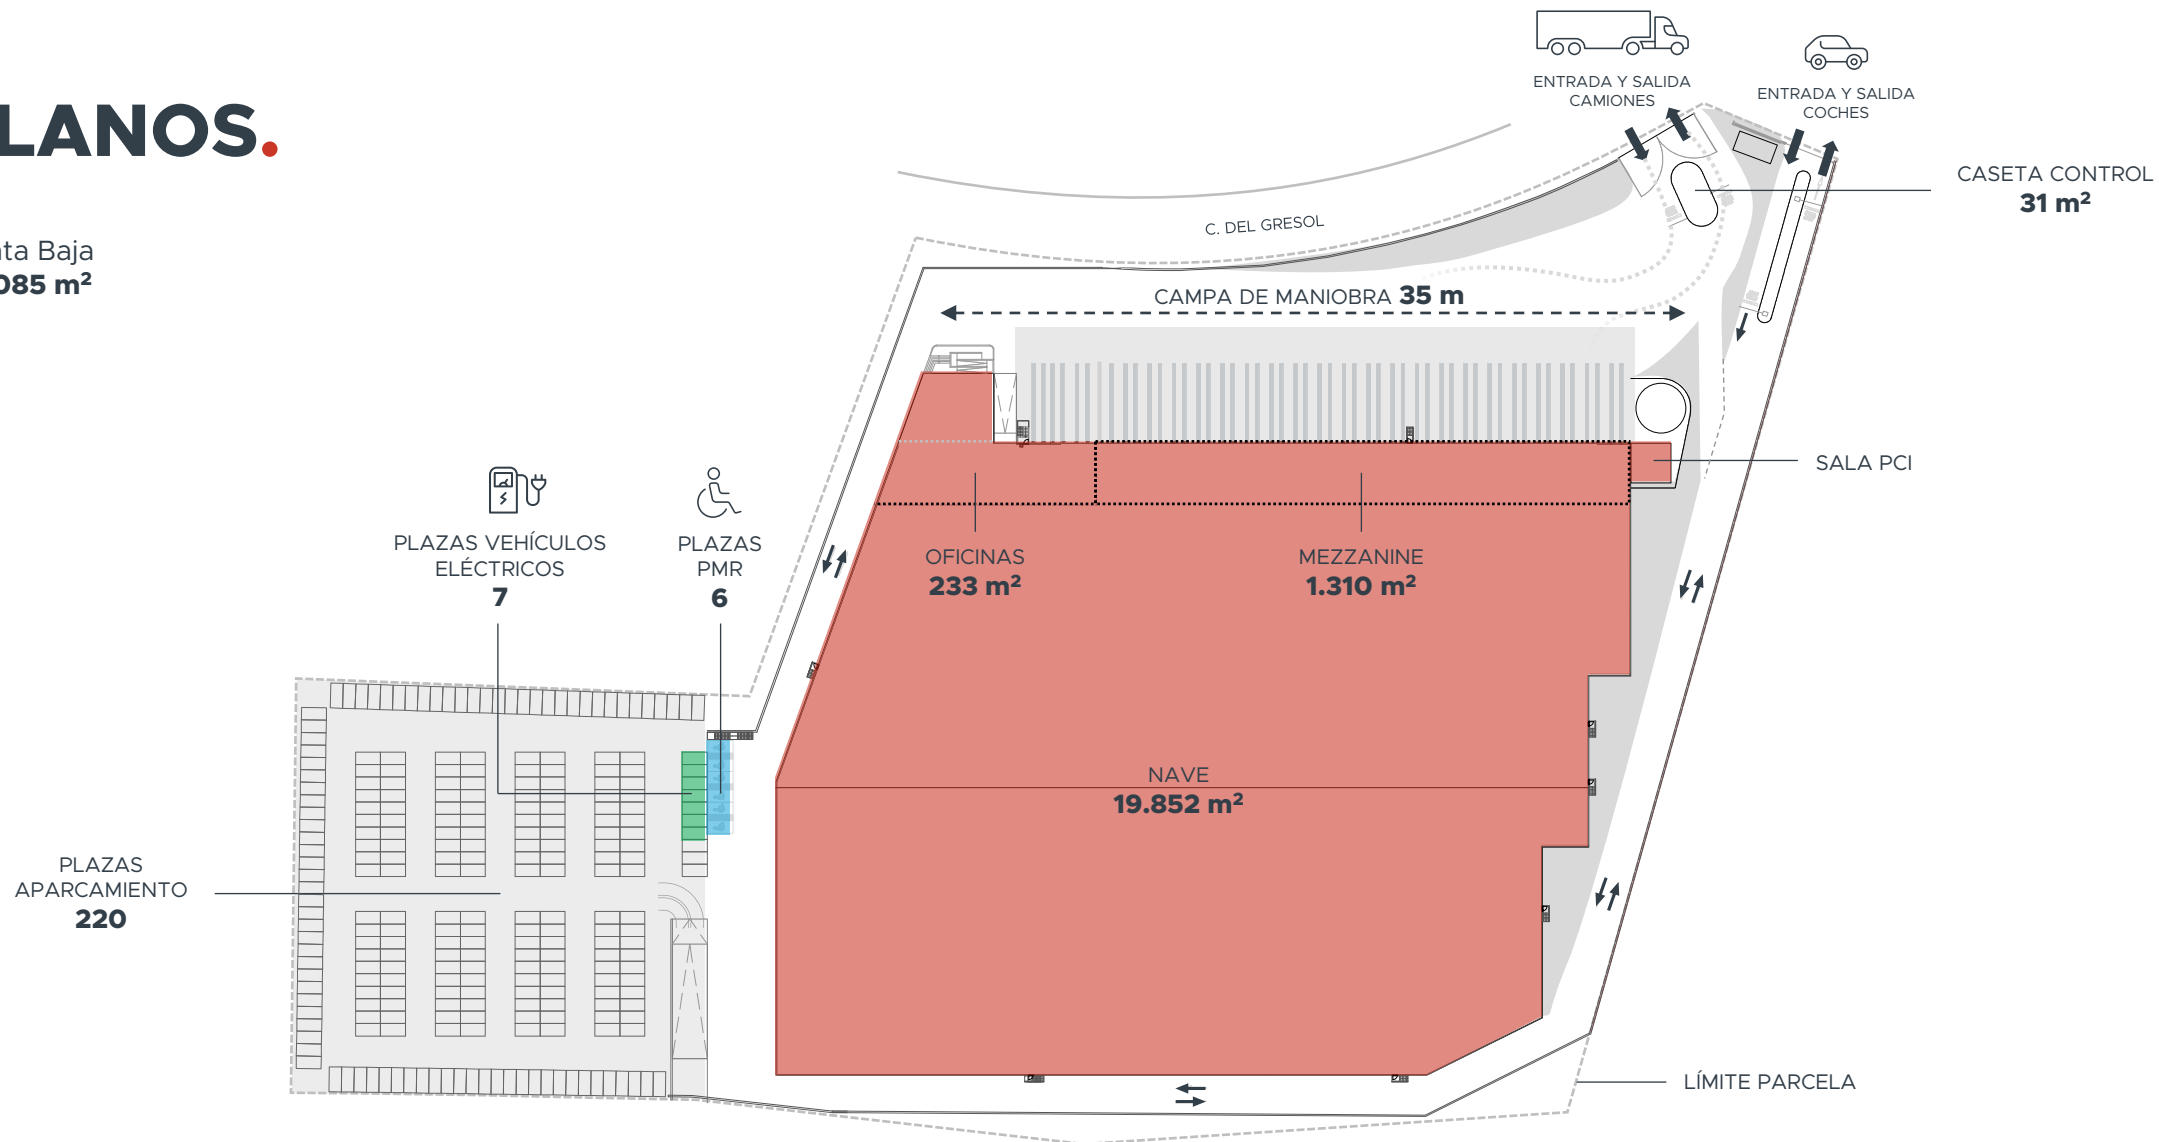 LANOS.
ta Baja
085 m²
ENTRADA Y SALIDA
CAMIONES
ENTRADA Y SALIDA
COCHES
CASETA CONTROL
31 m²
C. DEL GRESOL
CAMPA DE MANIOBRA 35 m
SALA PCI
PLAZAS VEHÍCULOS
ELÉCTRICOS
7
PLAZAS
PMR
6
OFICINAS
233 m²
MEZZANINE
1.310 m²
NAVE
19.852 m²
PLAZAS
APARCAMIENTO
220
LÍMITE PARCELA